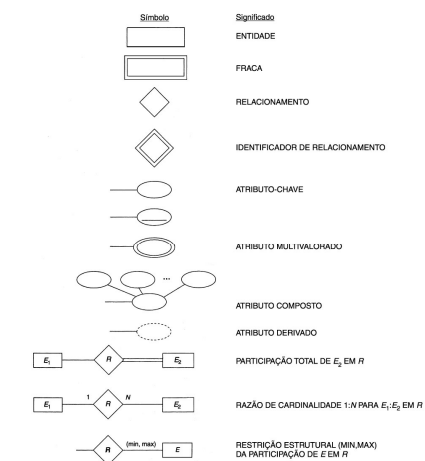 Símbolo Significado
ENTIDADE
FRACA
RELACIONAMENTO
IDENTIFICADOR DE RELACIONAMENTO
ATRIBUTO-CHAVE
ATRIBUTO MULTIVALORADO
...
ATRIBUTO COMPOSTO
ATRIBUTO DERIVADO
E₁ R E₂ PARTICIPAÇÃO TOTAL DE E₂ EM R
E₁ 1 R N E₂ RAZÃO DE CARDINALIDADE 1:N PARA E₁:E₂ EM R
R (min, max) E RESTRIÇÃO ESTRUTURAL (MIN,MAX)
DA PARTICIPAÇÃO DE E EM R